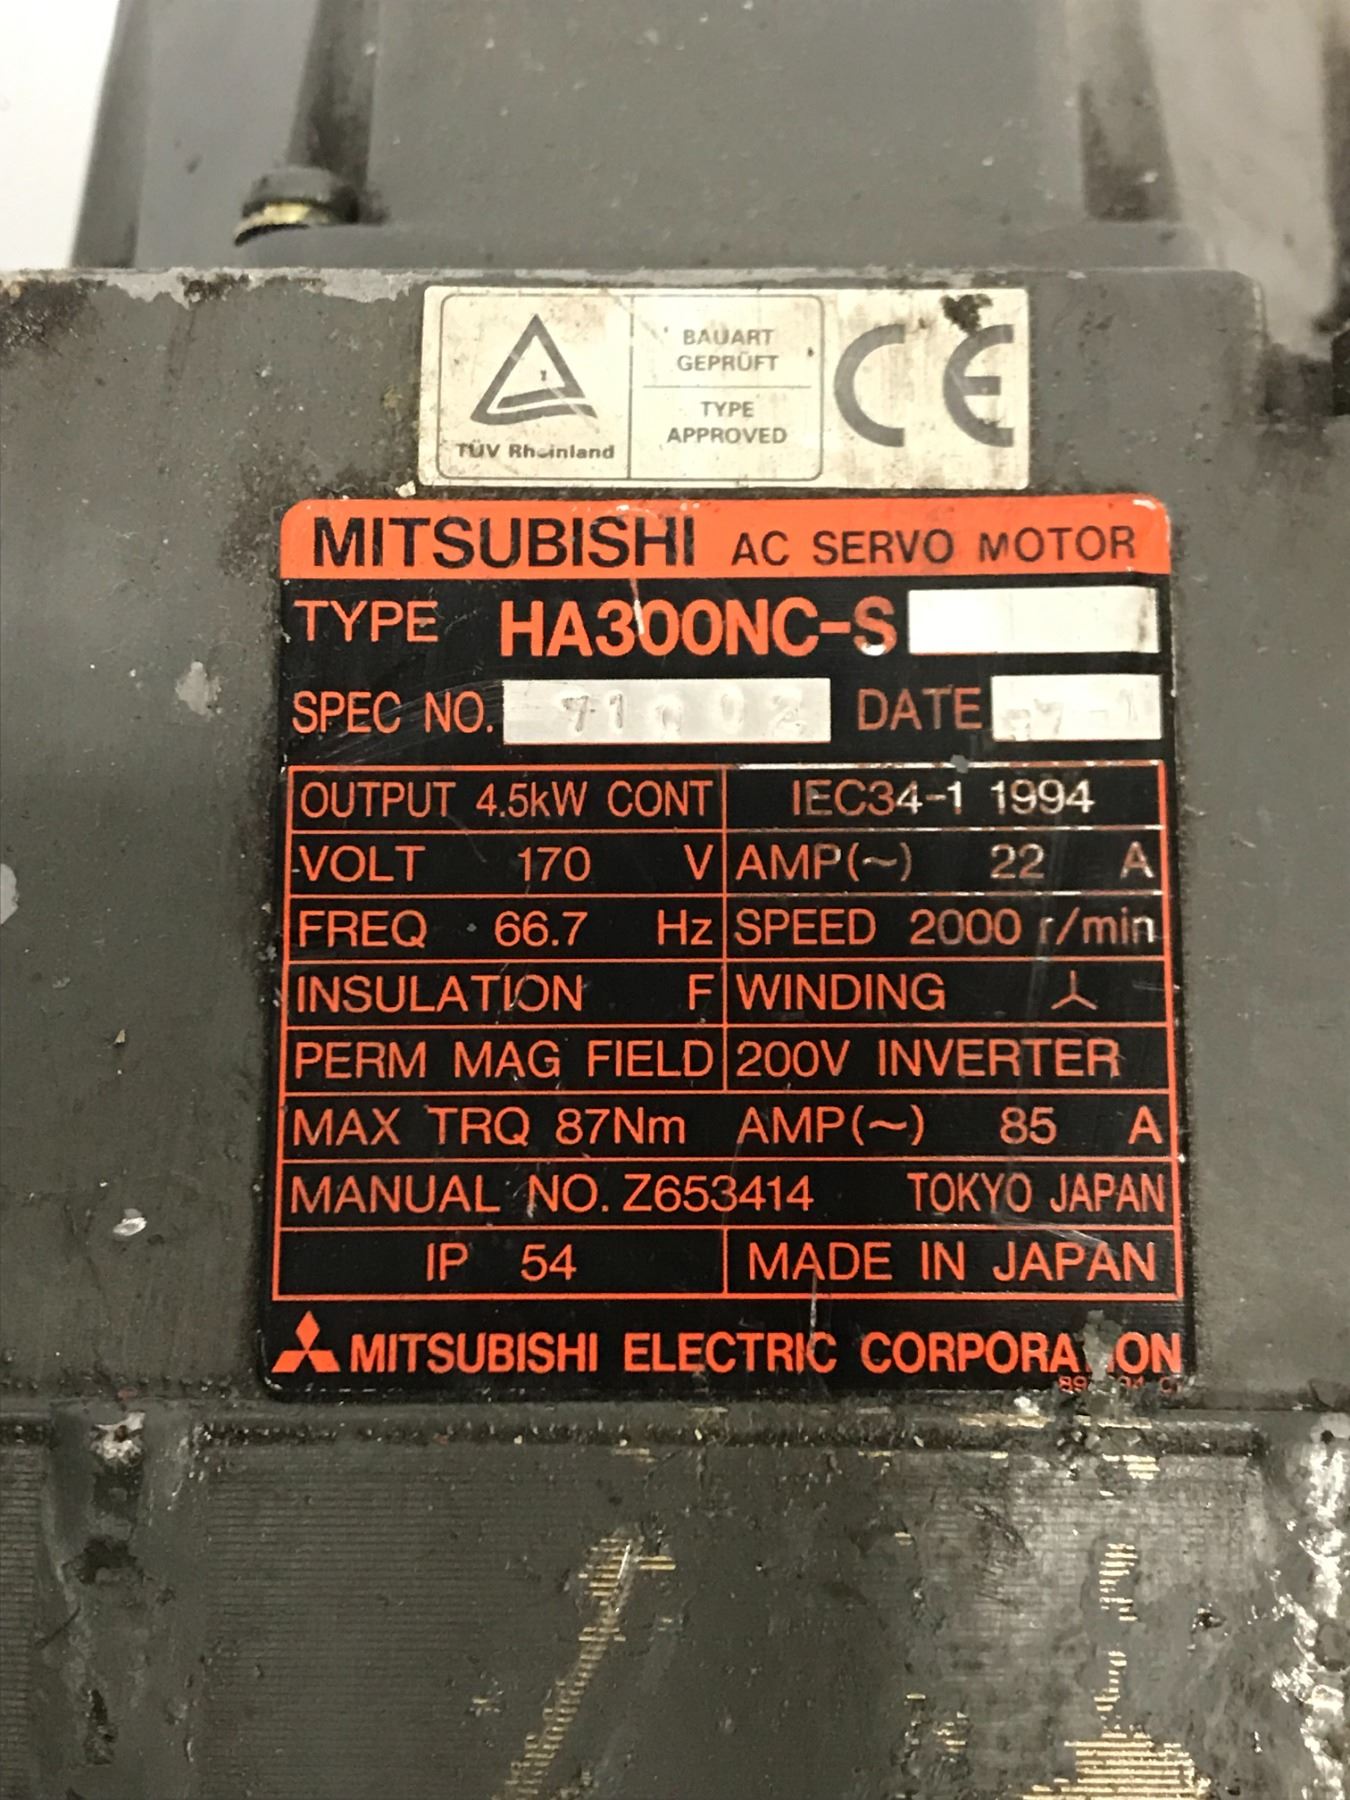 BAUART
GEPRÜFT
TYPE
APPROVED
TÜV Rheinland
CE
MITSUBISHI AC SERVO MOTOR
TYPE HA300NC-S
SPEC NO. DATE
OUTPUT 4.5kW CONT IEC34-1 1994
VOLT 170 V AMP(~) 22 A
FREQ 66.7 Hz SPEED 2000 r/min
INSULATION F WINDING
PERM MAG FIELD 200V INVERTER
MAX TRQ 87Nm AMP(~) 85 A
MANUAL NO. Z653414 TOKYO JAPAN
IP 54 MADE IN JAPAN
MITSUBISHI ELECTRIC CORPORATION